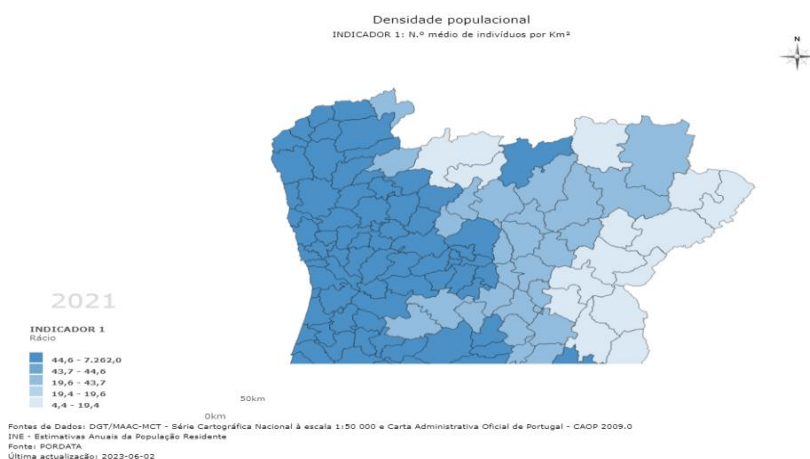 Densidade populacional
INDICADOR 1: N.º médio de indivíduos por Km²
N
2021
INDICADOR 1
Rácio
44,6 - 7.262,0
43,7 - 44,6
19,6 - 43,7
19,4 - 19,6
4,4 - 19,4
50km
0km
Fontes de Dados: DGT/MAAC-MCT - Série Cartográfica Nacional à escala 1:50 000 e Carta Administrativa Oficial de Portugal - CAOP 2009.0
INE - Estimativas Anuais da População Residente
Fonte: PORDATA
Última actualização: 2023-06-02